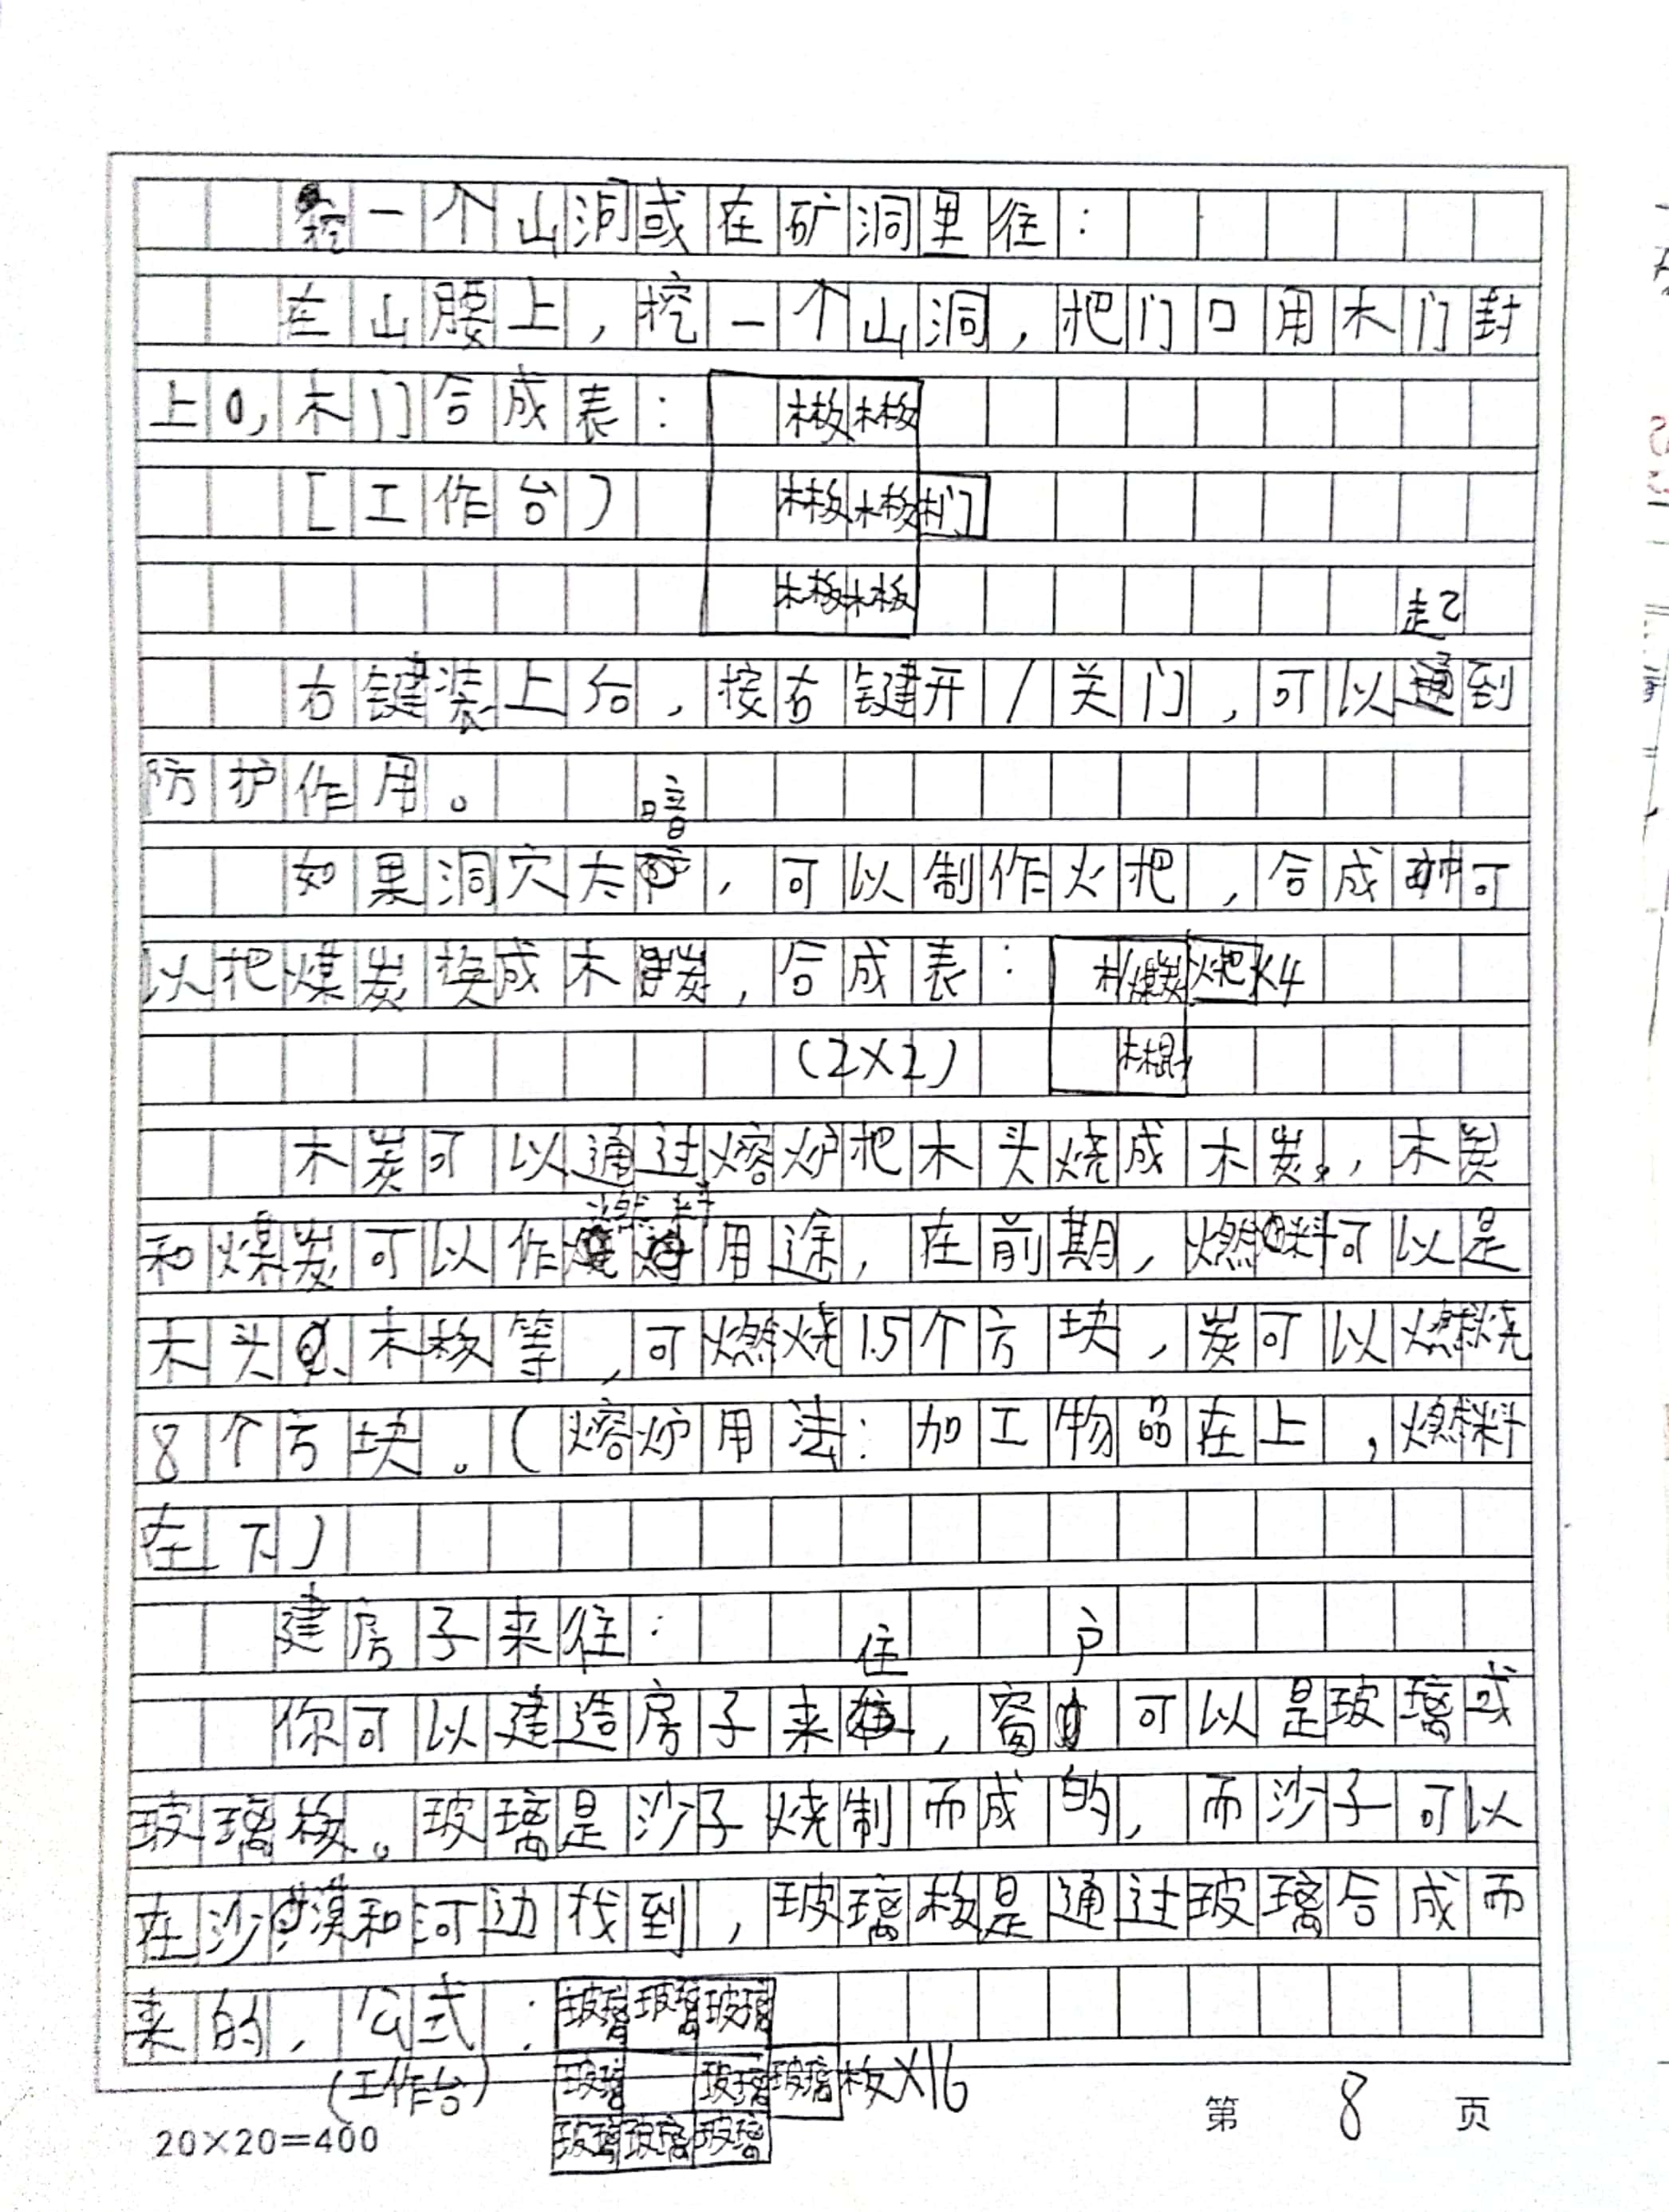 挖一个山洞或在矿洞里住：
在山腰上，挖一个山洞，把门口用木门封
上，木门合成表：木板木板
[工作台）木板木板木门
木板木板
起
右键装上后，按右键开/关门，可以通到
防护作用。
暗
如果洞穴太，可以制作火把，合成时可
以把煤炭换成木炭，合成表：煤炭火把×4
（2×2）木棍
木炭可以通过熔炉把木头烧成木炭，木炭
燃料
和煤炭可以作用途，在前期，燃料可以是
木头、木板等，可燃烧1.5个方块，炭可以燃烧
8个方块。（熔炉用法：加工物品在上，燃料
在下）
建房子来住：
住 户
你可以建造房子来，窗可以是玻璃或
玻璃板。玻璃是沙子烧制而成的，而沙子可以
在沙漠和河边找到，玻璃板是通过玻璃合成而
来的，公式：玻璃玻璃玻璃
（工作台）玻璃 玻璃玻璃板×16
玻璃玻璃玻璃
20×20=400 第8页